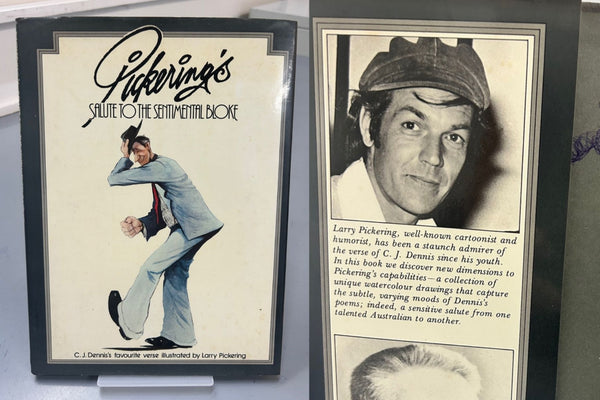 Pickering's
SALUTE TO THE SENTIMENTAL BLOKE
C. J. Dennis's favourite verse illustrated by Larry Pickering
Larry Pickering, well-known cartoonist and
humorist, has been a staunch admirer of
the verse of C. J. Dennis since his youth.
In this book we discover new dimensions to
Pickering's capabilities—a collection of
unique watercolour drawings that capture
the subtle, varying moods of Dennis's
poems; indeed, a sensitive salute from one
talented Australian to another.